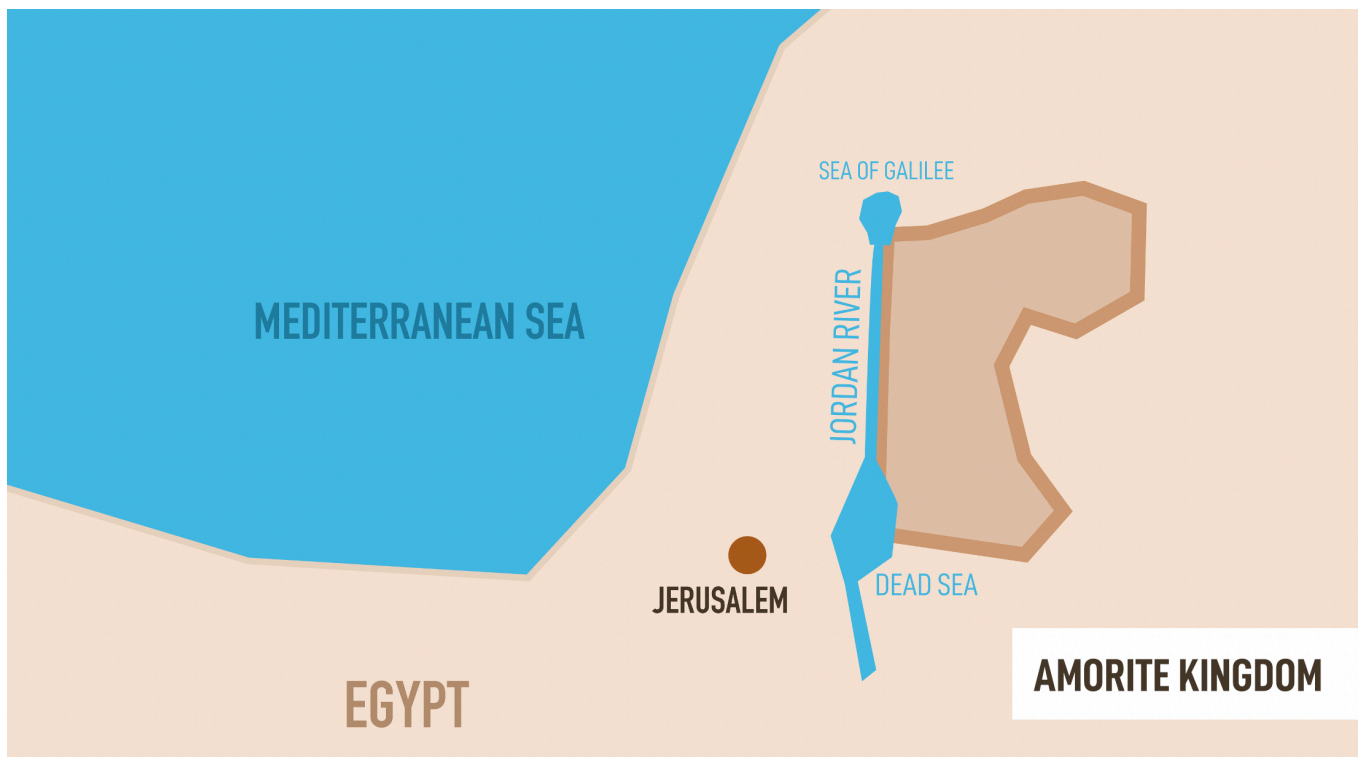 SEA OF GALILEE
MEDITERRANEAN SEA
JORDAN RIVER
DEAD SEA
JERUSALEM
AMORITE KINGDOM
EGYPT